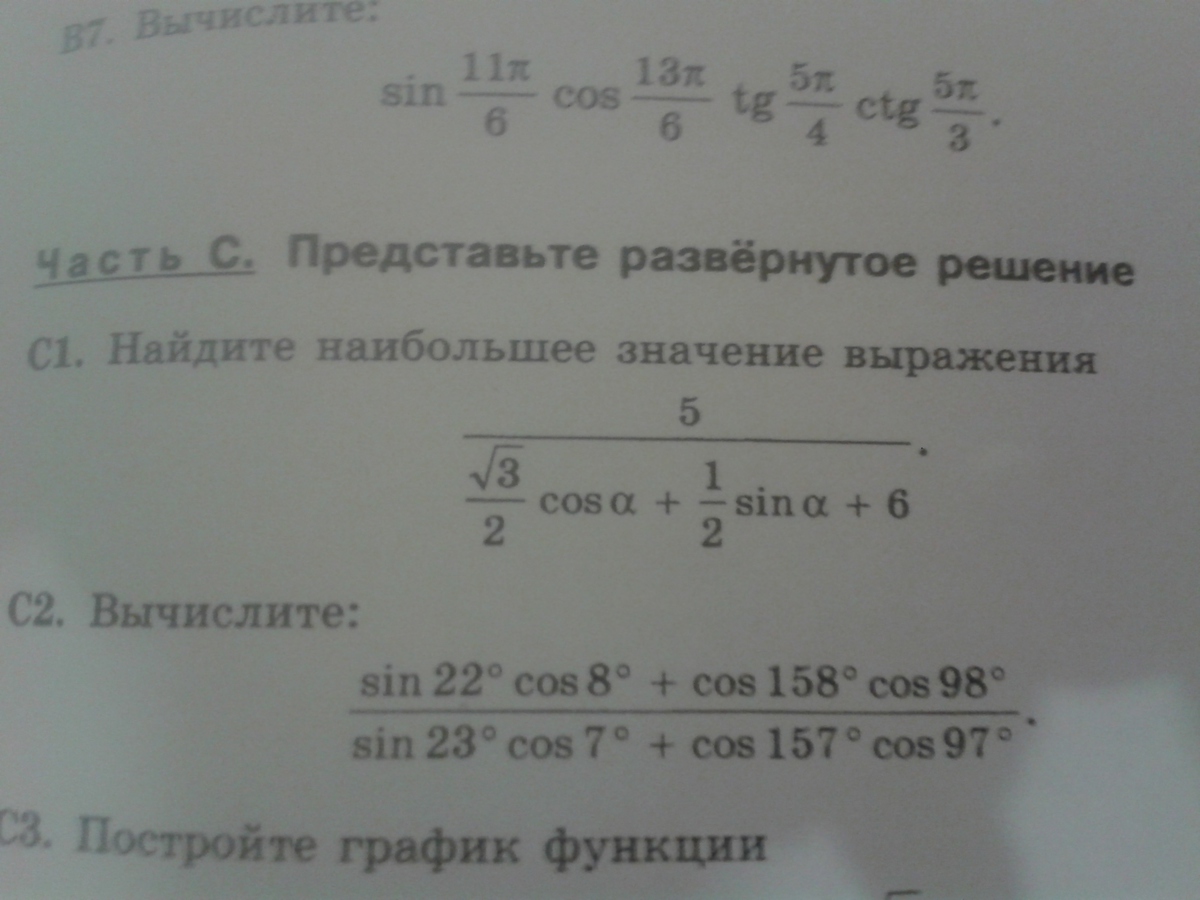 В7. Вычислите:
sin 11π/6 cos 13π/6 tg 5π/4 ctg 5π/3.
Часть С. Представьте развёрнутое решение
С1. Найдите наибольшее значение выражения
5
√3/2 cos α + 1/2 sin α + 6.
С2. Вычислите:
sin 22° cos 8° + cos 158° cos 98°
sin 23° cos 7° + cos 157° cos 97°.
С3. Постройте график функции